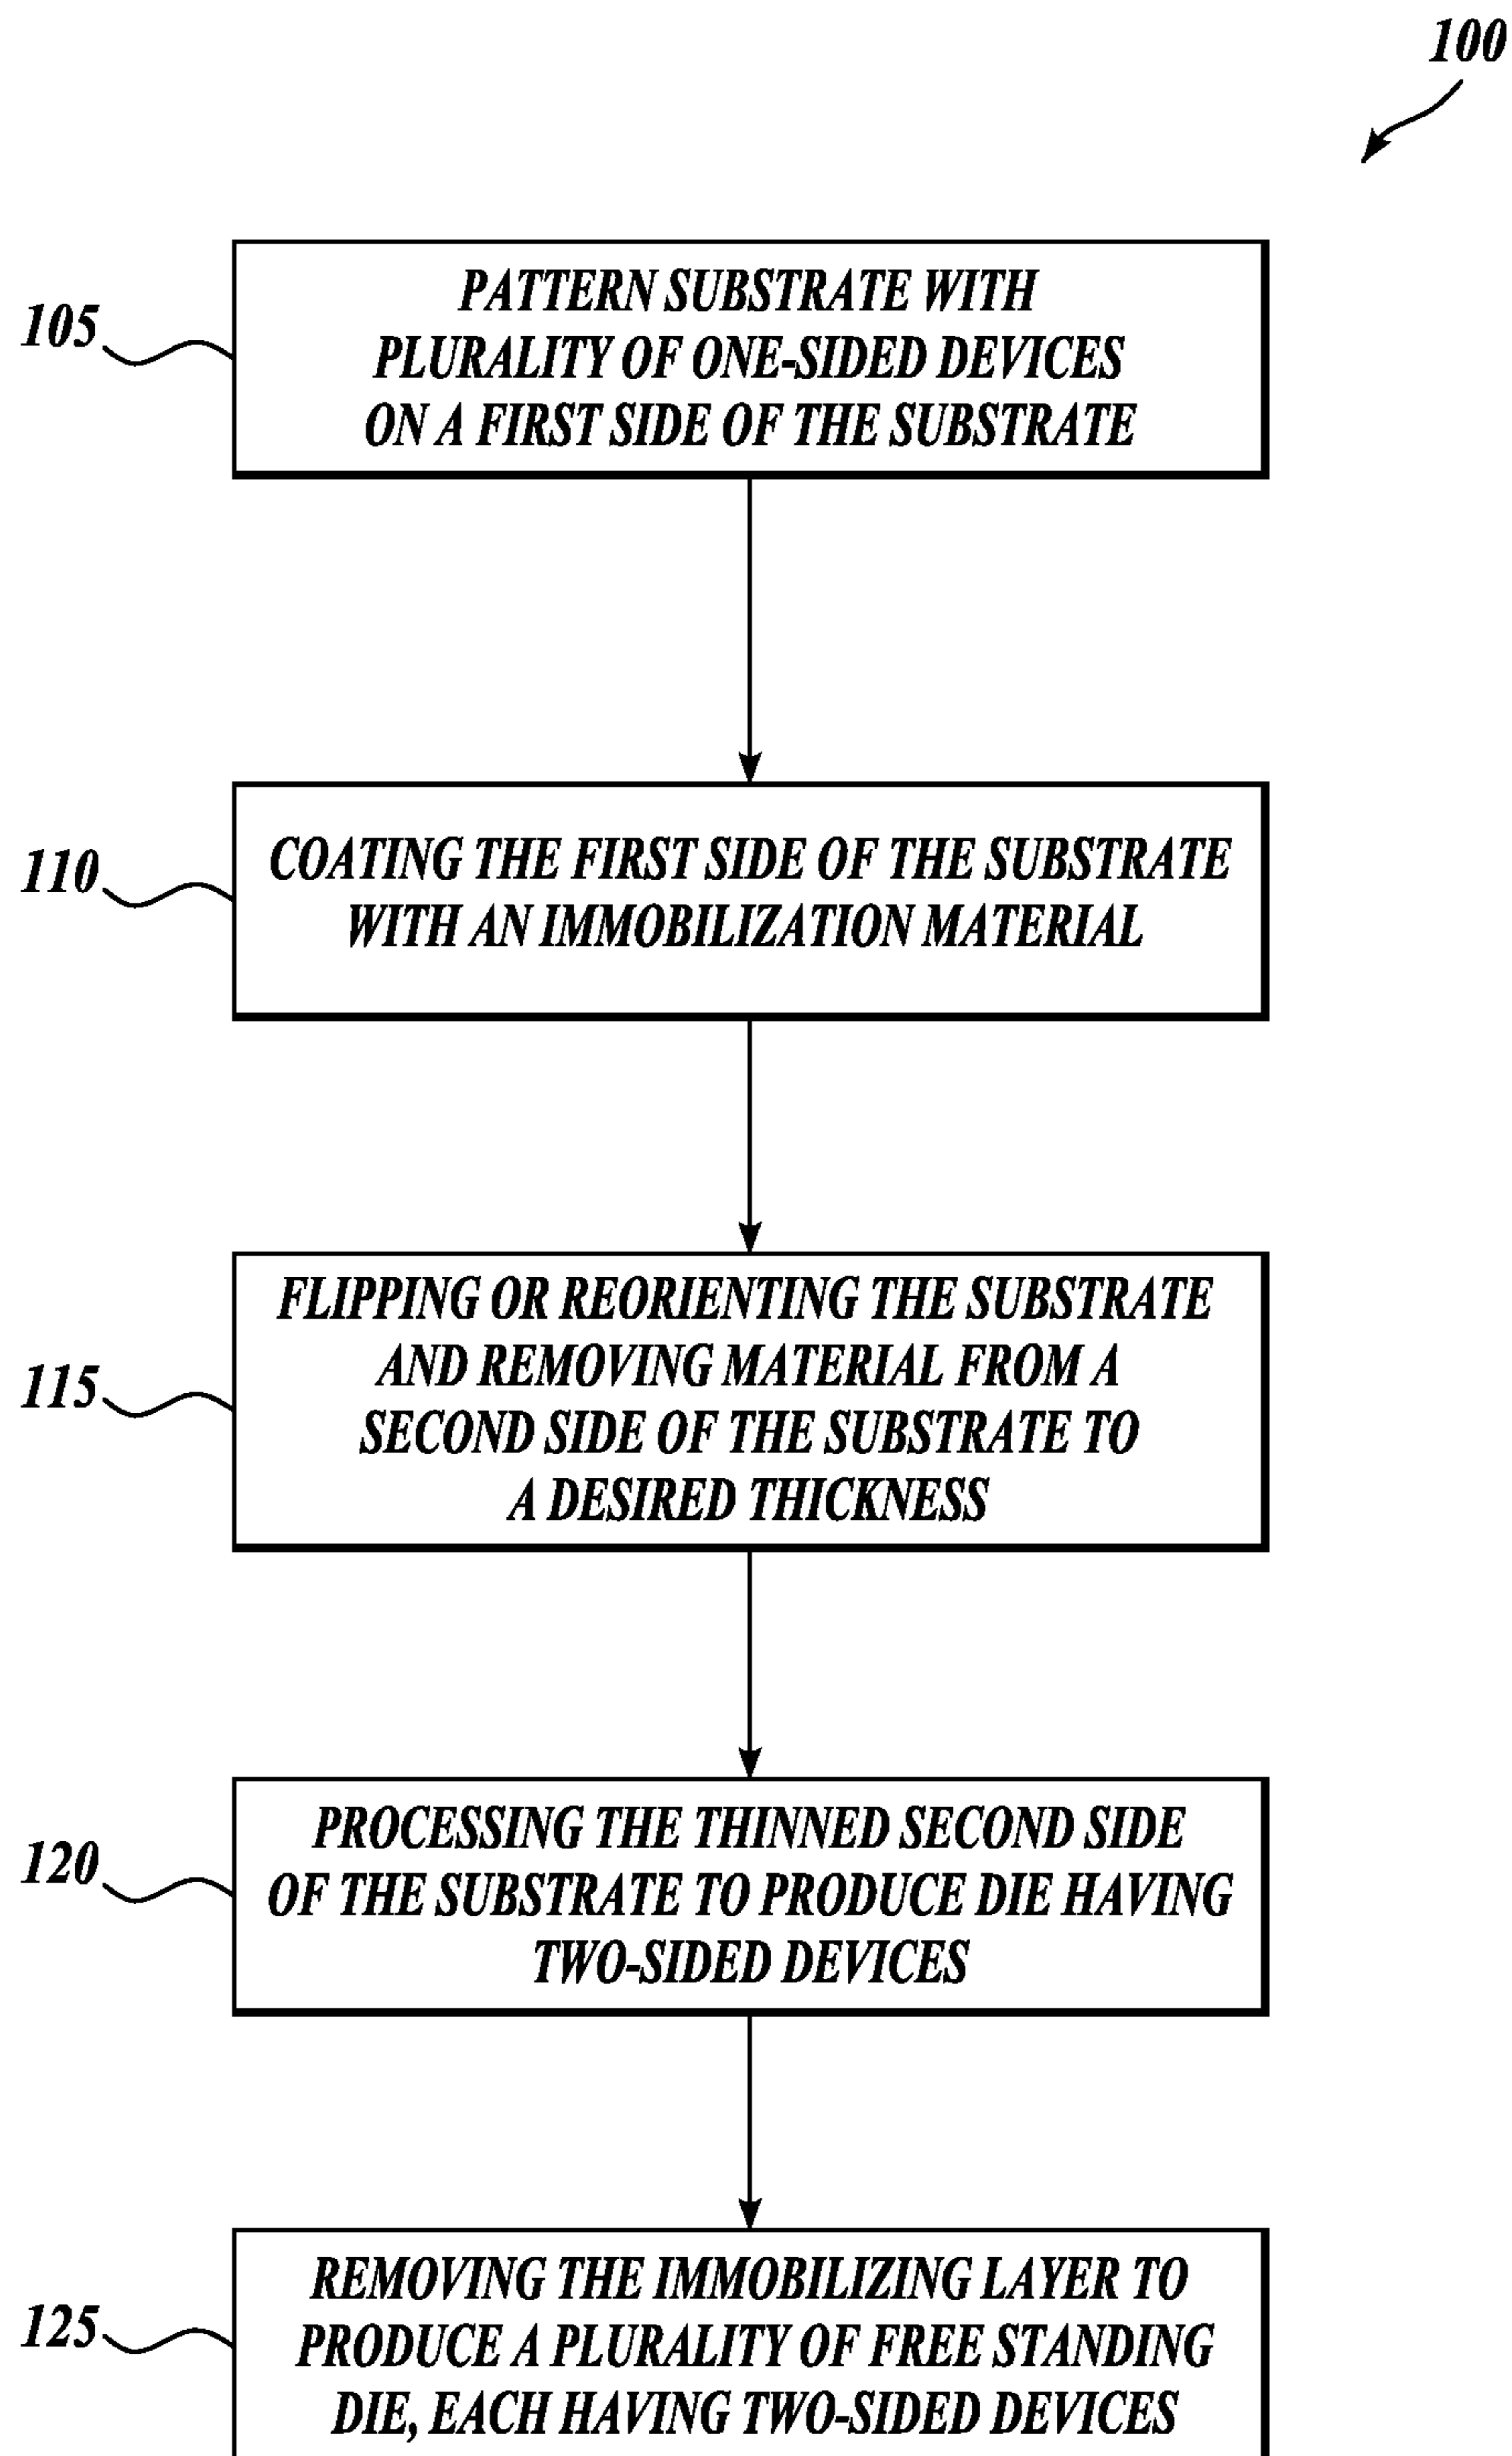 100
105
PATTERN SUBSTRATE WITH
PLURALITY OF ONE-SIDED DEVICES
ON A FIRST SIDE OF THE SUBSTRATE
110
COATING THE FIRST SIDE OF THE SUBSTRATE
WITH AN IMMOBILIZATION MATERIAL
115
FLIPPING OR REORIENTING THE SUBSTRATE
AND REMOVING MATERIAL FROM A
SECOND SIDE OF THE SUBSTRATE TO
A DESIRED THICKNESS
120
PROCESSING THE THINNED SECOND SIDE
OF THE SUBSTRATE TO PRODUCE DIE HAVING
TWO-SIDED DEVICES
125
REMOVING THE IMMOBILIZING LAYER TO
PRODUCE A PLURALITY OF FREE STANDING
DIE, EACH HAVING TWO-SIDED DEVICES